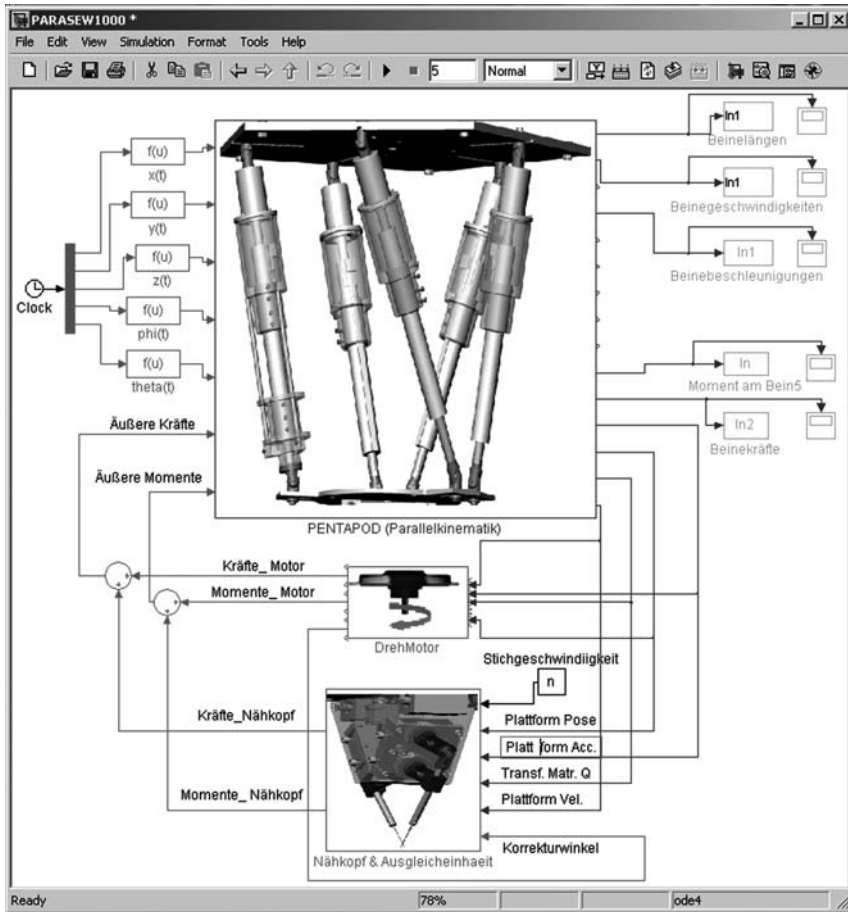 PARASEW1000 *
File Edit View Simulation Format Tools Help
5 Normal
In1
Beinelängen
f(u)
x(t)
In1
Beinegeschwindigkeiten
f(u)
y(t)
In1
Beinebeschleunigungen
f(u)
z(t)
Clock
f(u)
phi(t)
In
Moment am Bein5
f(u)
theta(t)
In2
Beinekräfte
Äußere Kräfte
Äußere Momente
PENTAPOD (Parallelkinematik)
Kräfte_ Motor
Momente_ Motor
DrehMotor
Stichgeschwindiigkeit
n
Kräfte_Nähkopf
Plattform Pose
Platt form Acc.
Transf. Matr. Q
Momente_ Nähkopf
Plattform Vel.
Korrekturwinkel
Nähkopf & Ausgleicheinhaeit
Ready 78% ode4